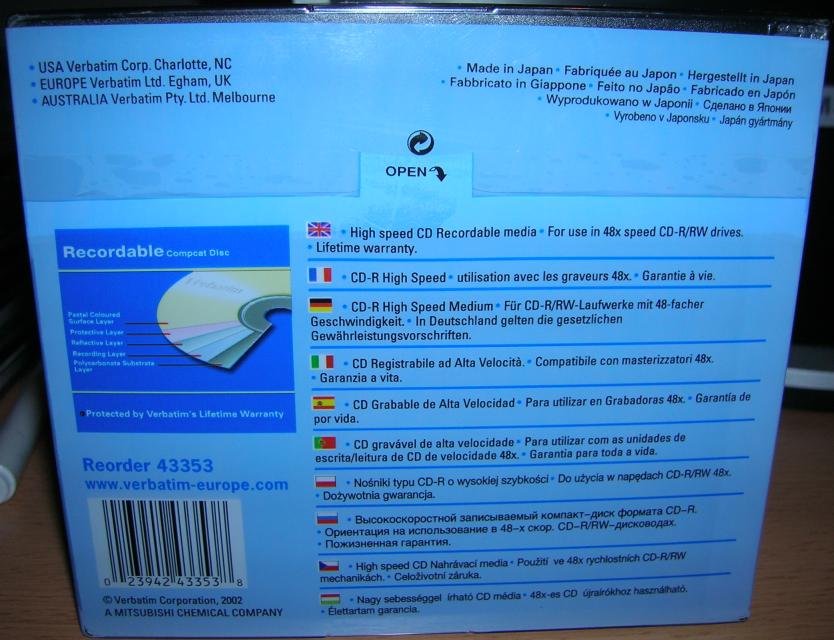 • USA Verbatim Corp. Charlotte, NC
• EUROPE Verbatim Ltd. Egham, UK
• AUSTRALIA Verbatim Pty. Ltd. Melbourne
• Made in Japan • Fabriquée au Japon • Hergestellt in Japan
• Fabbricato in Giappone • Feito no Japão • Fabricado en Japón
• Wyprodukowano w Japonii • Сделано в Японии
• Vyrobeno v Japonsku • Japán gyártmány
OPEN
Recordable Compcat Disc
Verbatim
Pastel Coloured
Surface Layer
Protective Layer
Reflective Layer
Recording Layer
Polycarbonate Substrate
Layer
• Protected by Verbatim's Lifetime Warranty
Reorder 43353
www.verbatim-europe.com
0 23942 43353 8
© Verbatim Corporation, 2002
A MITSUBISHI CHEMICAL COMPANY
• High speed CD Recordable media • For use in 48x speed CD-R/RW drives.
• Lifetime warranty.
• CD-R High Speed • utilisation avec les graveurs 48x. • Garantie à vie.
• CD-R High Speed Medium • Für CD-R/RW-Laufwerke mit 48-facher
Geschwindigkeit. • In Deutschland gelten die gesetzlichen
Gewährleistungsvorschriften.
• CD Registrabile ad Alta Velocità. • Compatibile con masterizzatori 48x.
• Garanzia a vita.
• CD Grabable de Alta Velocidad • Para utilizar en Grabadoras 48x. • Garantía de
por vida.
• CD gravável de alta velocidade • Para utilizar com as unidades de
escrita/leitura de CD de velocidade 48x. • Garantia para toda a vida.
• Nośniki typu CD-R o wysokiej szybkości • Do użycia w napędach CD-R/RW 48x.
• Dożywotnia gwarancja.
• Высокоскоростной записываемый компакт-диск формата CD-R.
• Ориентация на использование в 48-х скор. CD-R/RW-дисководах.
• Пожизненная гарантия.
• High speed CD Nahrávací media • Použití ve 48x rychlostních CD-R/RW
mechanikách. • Celoživotní záruka.
• Nagy sebességgel írható CD média • 48x-es CD újraírókhoz használható.
• Élettartam garancia.